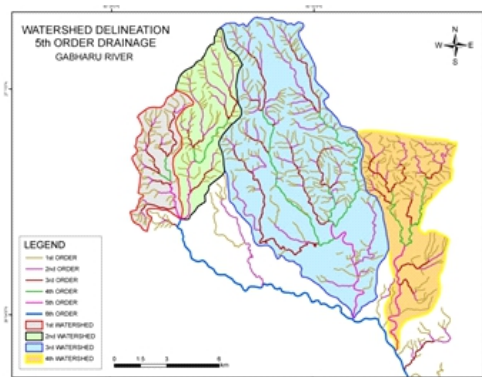 WATERSHED DELINEATION
5th ORDER DRAINAGE
GABHARU RIVER
N
W E
S
LEGEND
1st ORDER
2nd ORDER
3rd ORDER
4th ORDER
5th ORDER
6th ORDER
1st WATERSHED
2nd WATERSHED
3rd WATERSHED
4th WATERSHED
0 1.5 3 6
KM